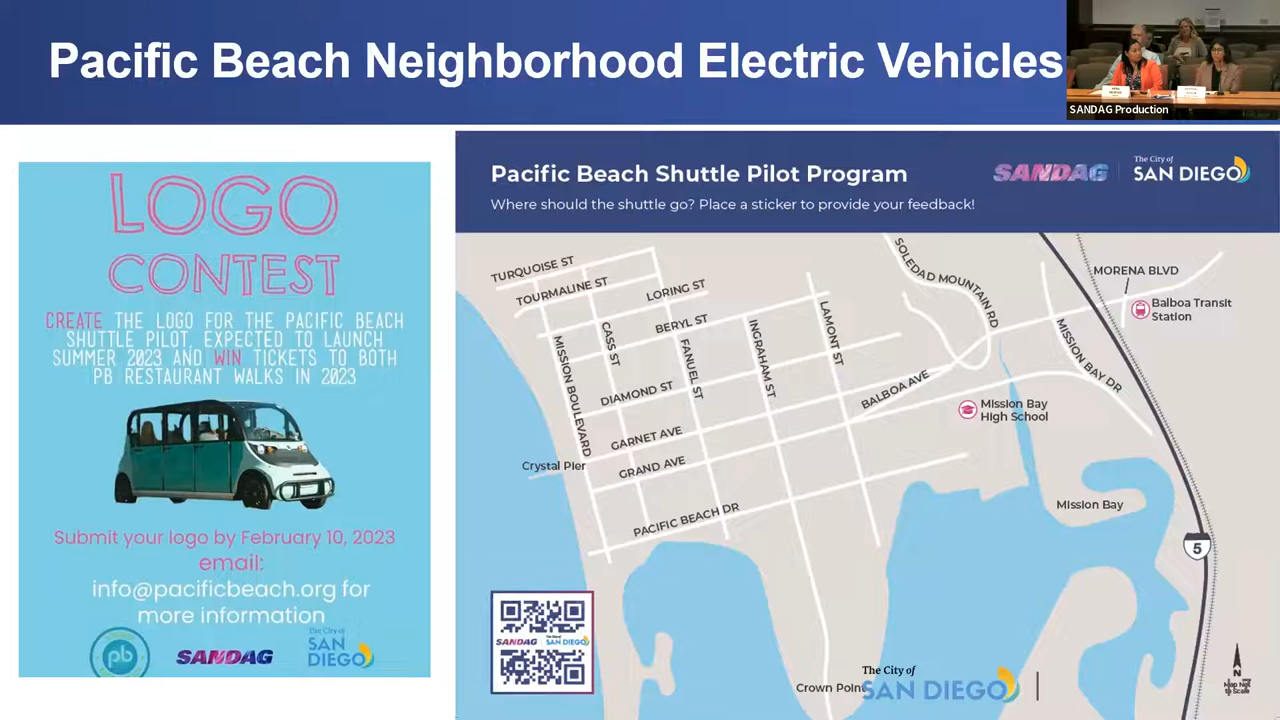 Pacific Beach Neighborhood Electric Vehicles
SANDAG Production
LOGO
CONTEST
CREATE THE LOGO FOR THE PACIFIC BEACH
SHUTTLE PILOT, EXPECTED TO LAUNCH
SUMMER 2023 AND WIN TICKETS TO BOTH
PB RESTAURANT WALKS IN 2023
Submit your logo by February 10, 2023
email:
info@pacificbeach.org for
more information
pb
SANDAG
The City of
SAN
DIEGO
Pacific Beach Shuttle Pilot Program
Where should the shuttle go? Place a sticker to provide your feedback!
SANDAG
The City of
SAN DIEGO
TURQUOISE ST
TOURMALINE ST
LORING ST
BERYL ST
CASS ST
FANUEL ST
INGRAHAM ST
LAMONT ST
SOLEDAD MOUNTAIN RD
MORENA BLVD
Balboa Transit
Station
MISSION BAY DR
MISSION BOULEVARD
DIAMOND ST
BALBOA AVE
Mission Bay
High School
GARNET AVE
Crystal Pier
GRAND AVE
PACIFIC BEACH DR
Mission Bay
5
SANDAG
SAN DIEGO
Crown Point
The City of
SAN DIEGO
N
Map Not
to Scale